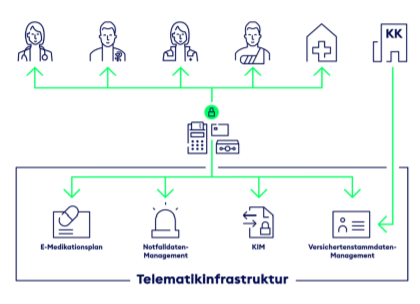 KK
E-Medikationsplan
Notfalldaten-
Management
KIM
Versichertenstammdaten-
Management
Telematikinfrastruktur